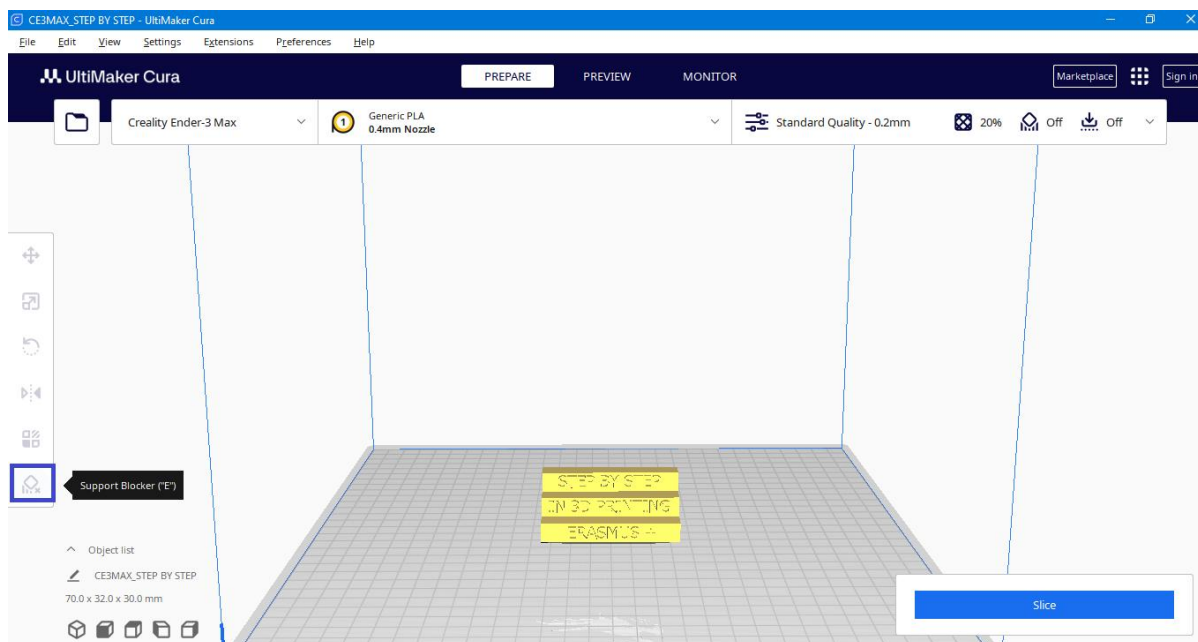 CE3MAX_STEP BY STEP - UltiMaker Cura
File Edit View Settings Extensions Preferences Help
UltiMaker Cura PREPARE PREVIEW MONITOR Marketplace Sign in
Creality Ender-3 Max 1 Generic PLA Standard Quality - 0.2mm 20% Off Off
0.4mm Nozzle
STEP BY STEP
IN 3D PRINTING
ERASMUS +
Support Blocker ("E")
Object list
CE3MAX_STEP BY STEP
70.0 x 32.0 x 30.0 mm
Slice